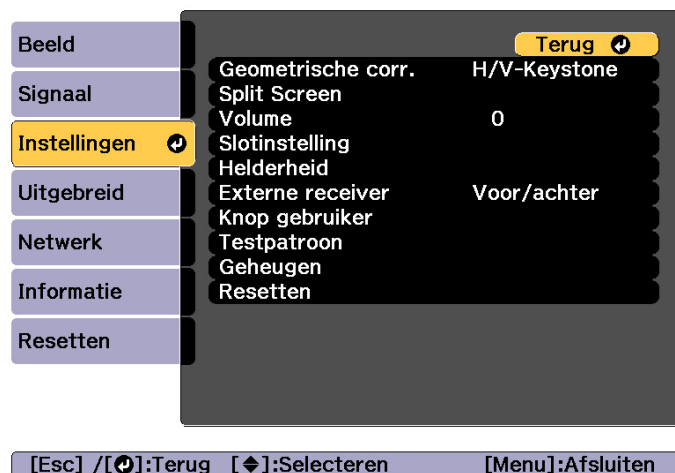 Beeld
Signaal
Instellingen
Uitgebreid
Netwerk
Informatie
Resetten
Terug
Geometrische corr. H/V-Keystone
Split Screen
Volume 0
Slotinstelling
Helderheid
Externe receiver Voor/achter
Knop gebruiker
Testpatroon
Geheugen
Resetten
[Esc] /[]:Terug []:Selecteren [Menu]:Afsluiten